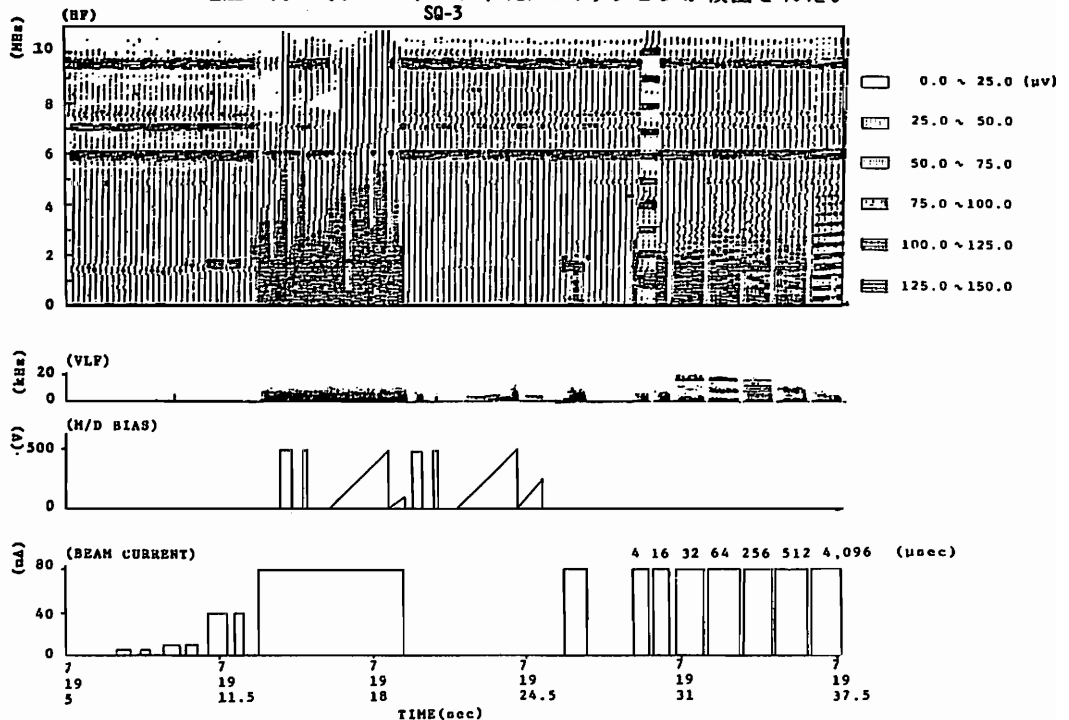 SQ-3
(HF)
(MHz)
10
8
6
4
2
0
0.0 ~ 25.0 (μv)
25.0 ~ 50.0
50.0 ~ 75.0
75.0 ~100.0
100.0 ~125.0
125.0 ~150.0
(VLF)
(kHz)
20
0
(M/D BIAS)
(V)
500
0
(BEAM CURRENT)
4 16 32 64 256 512 4,096 (μsec)
(mA)
80
40
0
7 7 7 7 7 7
19 19 19 19 19 19
5 11.5 18 24.5 31 37.5
TIME(sec)